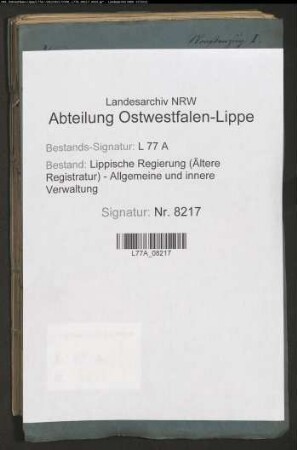 Landesarchiv NRW
Abteilung Ostwestfalen-Lippe
Bestands-Signatur: L 77 A
Bestand: Lippische Regierung (Ältere
Registratur) - Allgemeine und innere
Verwaltung
Signatur: Nr. 8217
L77A_08217